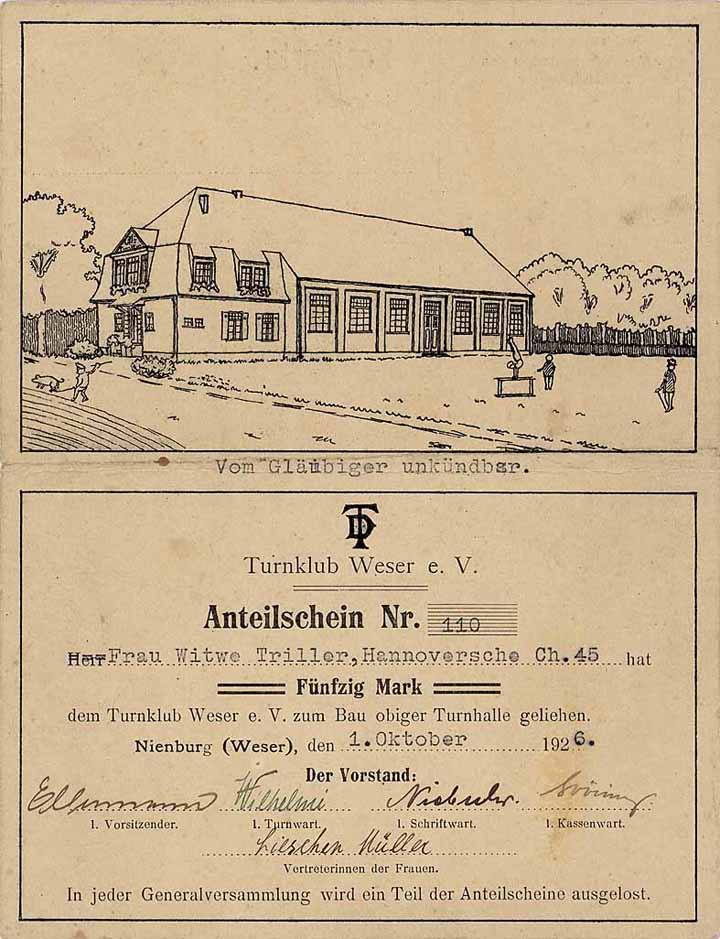 Vom Gläubiger unkündbar.
Turnklub Weser e. V.
Anteilschein Nr. 110
Herr Frau Witwe Triller, Hannoversche Ch.45 hat
Fünfzig Mark
dem Turnklub Weser e. V. zum Bau obiger Turnhalle geliehen.
Nienburg (Weser), den 1.Oktober 1926.
Der Vorstand:
Ellermann Wilhelmi
1. Vorsitzender. 1. Turnwart. 1. Schriftwart. 1. Kassenwart.
Lieschen Müller
Vertreterinnen der Frauen.
In jeder Generalversammlung wird ein Teil der Anteilscheine ausgelost.